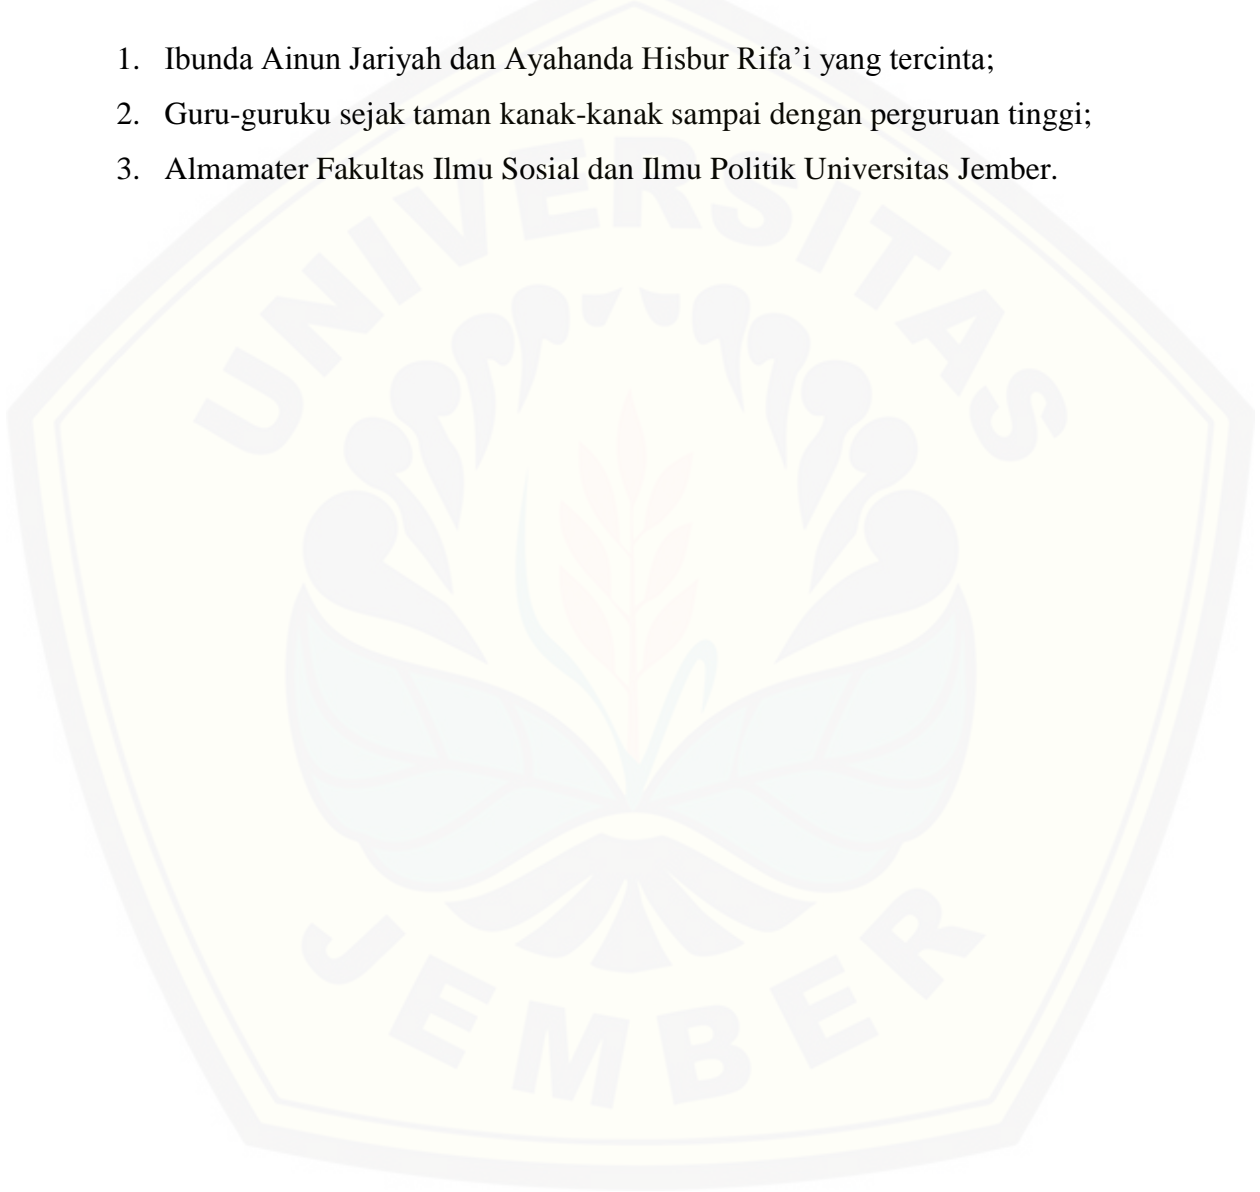 1. Ibunda Ainun Jariyah dan Ayahanda Hisbur Rifa’i yang tercinta;
2. Guru-guruku sejak taman kanak-kanak sampai dengan perguruan tinggi;
3. Almamater Fakultas Ilmu Sosial dan Ilmu Politik Universitas Jember.
UNIVERSITAS
JEMBER